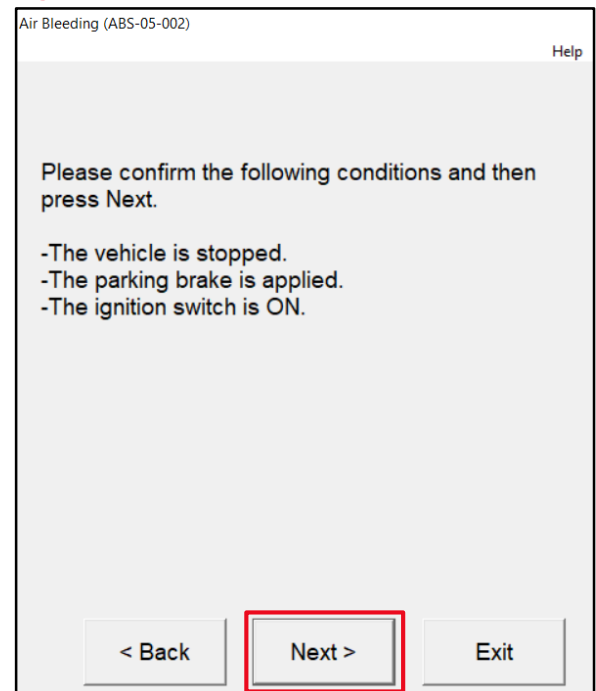 Air Bleeding (ABS-05-002)
Help
Please confirm the following conditions and then
press Next.
-The vehicle is stopped.
-The parking brake is applied.
-The ignition switch is ON.
< Back
Next >
Exit